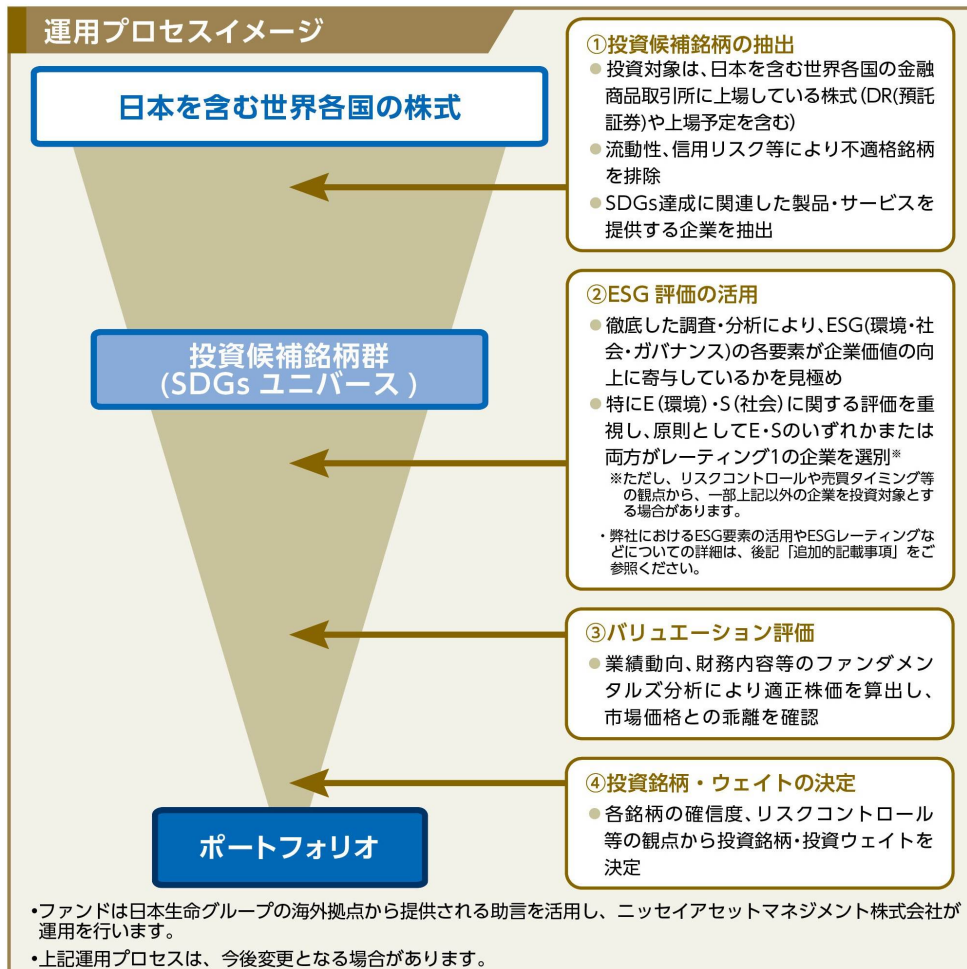 運用プロセスイメージ
日本を含む世界各国の株式
①投資候補銘柄の抽出
●投資対象は、日本を含む世界各国の金融
商品取引所に上場している株式(DR(預託
証券)や上場予定を含む)
●流動性、信用リスク等により不適格銘柄
を排除
●SDGs達成に関連した製品・サービスを
提供する企業を抽出
投資候補銘柄群
(SDGs ユニバース )
②ESG 評価の活用
●徹底した調査・分析により、ESG(環境・社
会・ガバナンス)の各要素が企業価値の向
上に寄与しているかを見極め
●特にE(環境)・S(社会)に関する評価を重
視し、原則としてE・Sのいずれかまたは
両方がレーティング1の企業を選別※
※ただし、リスクコントロールや売買タイミング等
の観点から、一部上記以外の企業を投資対象とす
る場合があります。
・弊社におけるESG要素の活用やESGレーティングな
どについての詳細は、後記「追加的記載事項」をご
参照ください。
③バリュエーション評価
●業績動向、財務内容等のファンダメン
タルズ分析により適正株価を算出し、
市場価格との乖離を確認
④投資銘柄・ウェイトの決定
●各銘柄の確信度、リスクコントロール
等の観点から投資銘柄・投資ウェイトを
決定
ポートフォリオ
•ファンドは日本生命グループの海外拠点から提供される助言を活用し、ニッセイアセットマネジメント株式会社が
運用を行います。
•上記運用プロセスは、今後変更となる場合があります。